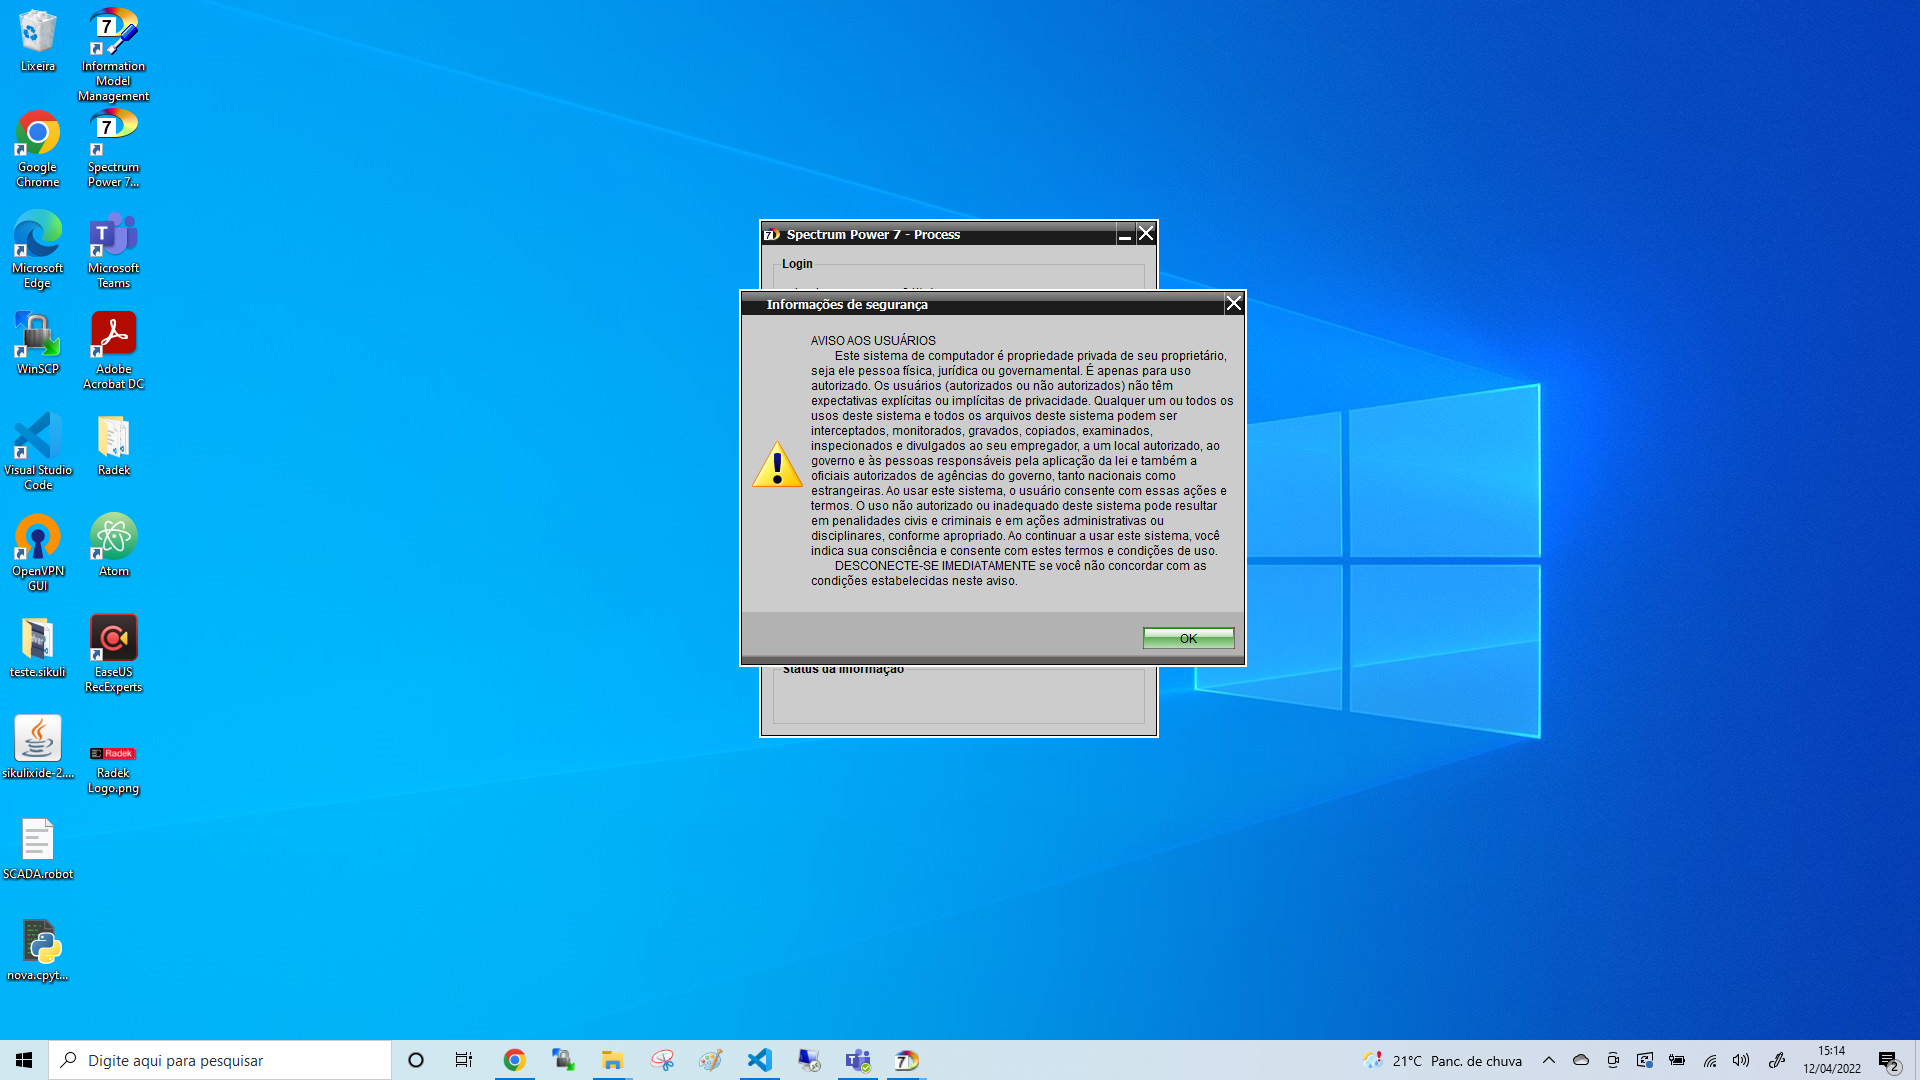 Lixeira
Information
Model
Management
Google
Chrome
Spectrum
Power 7...
Microsoft
Edge
Microsoft
Teams
WinSCP
Adobe
Acrobat DC
Visual Studio
Code
Radek
OpenVPN
GUI
Atom
teste.sikuli
EaseUS
RecExperts
sikulixide-2....
Radek
Radek
Logo.png
SCADA.robot
nova.cpyt...
Spectrum Power 7 - Process
Login
Informações de segurança
AVISO AOS USUÁRIOS
Este sistema de computador é propriedade privada de seu proprietário,
seja ele pessoa física, jurídica ou governamental. É apenas para uso
autorizado. Os usuários (autorizados ou não autorizados) não têm
expectativas explícitas ou implícitas de privacidade. Qualquer um ou todos os
usos deste sistema e todos os arquivos deste sistema podem ser
interceptados, monitorados, gravados, copiados, examinados,
inspecionados e divulgados ao seu empregador, a um local autorizado, ao
governo e às pessoas responsáveis pela aplicação da lei e também a
oficiais autorizados de agências do governo, tanto nacionais como
estrangeiras. Ao usar este sistema, o usuário consente com essas ações e
termos. O uso não autorizado ou inadequado deste sistema pode resultar
em penalidades civis e criminais e em ações administrativas ou
disciplinares, conforme apropriado. Ao continuar a usar este sistema, você
indica sua consciência e consente com estes termos e condições de uso.
DESCONECTE-SE IMEDIATAMENTE se você não concordar com as
condições estabelecidas neste aviso.
OK
Status da informação
Digite aqui para pesquisar
21°C Panc. de chuva
15:14
12/04/2022
2